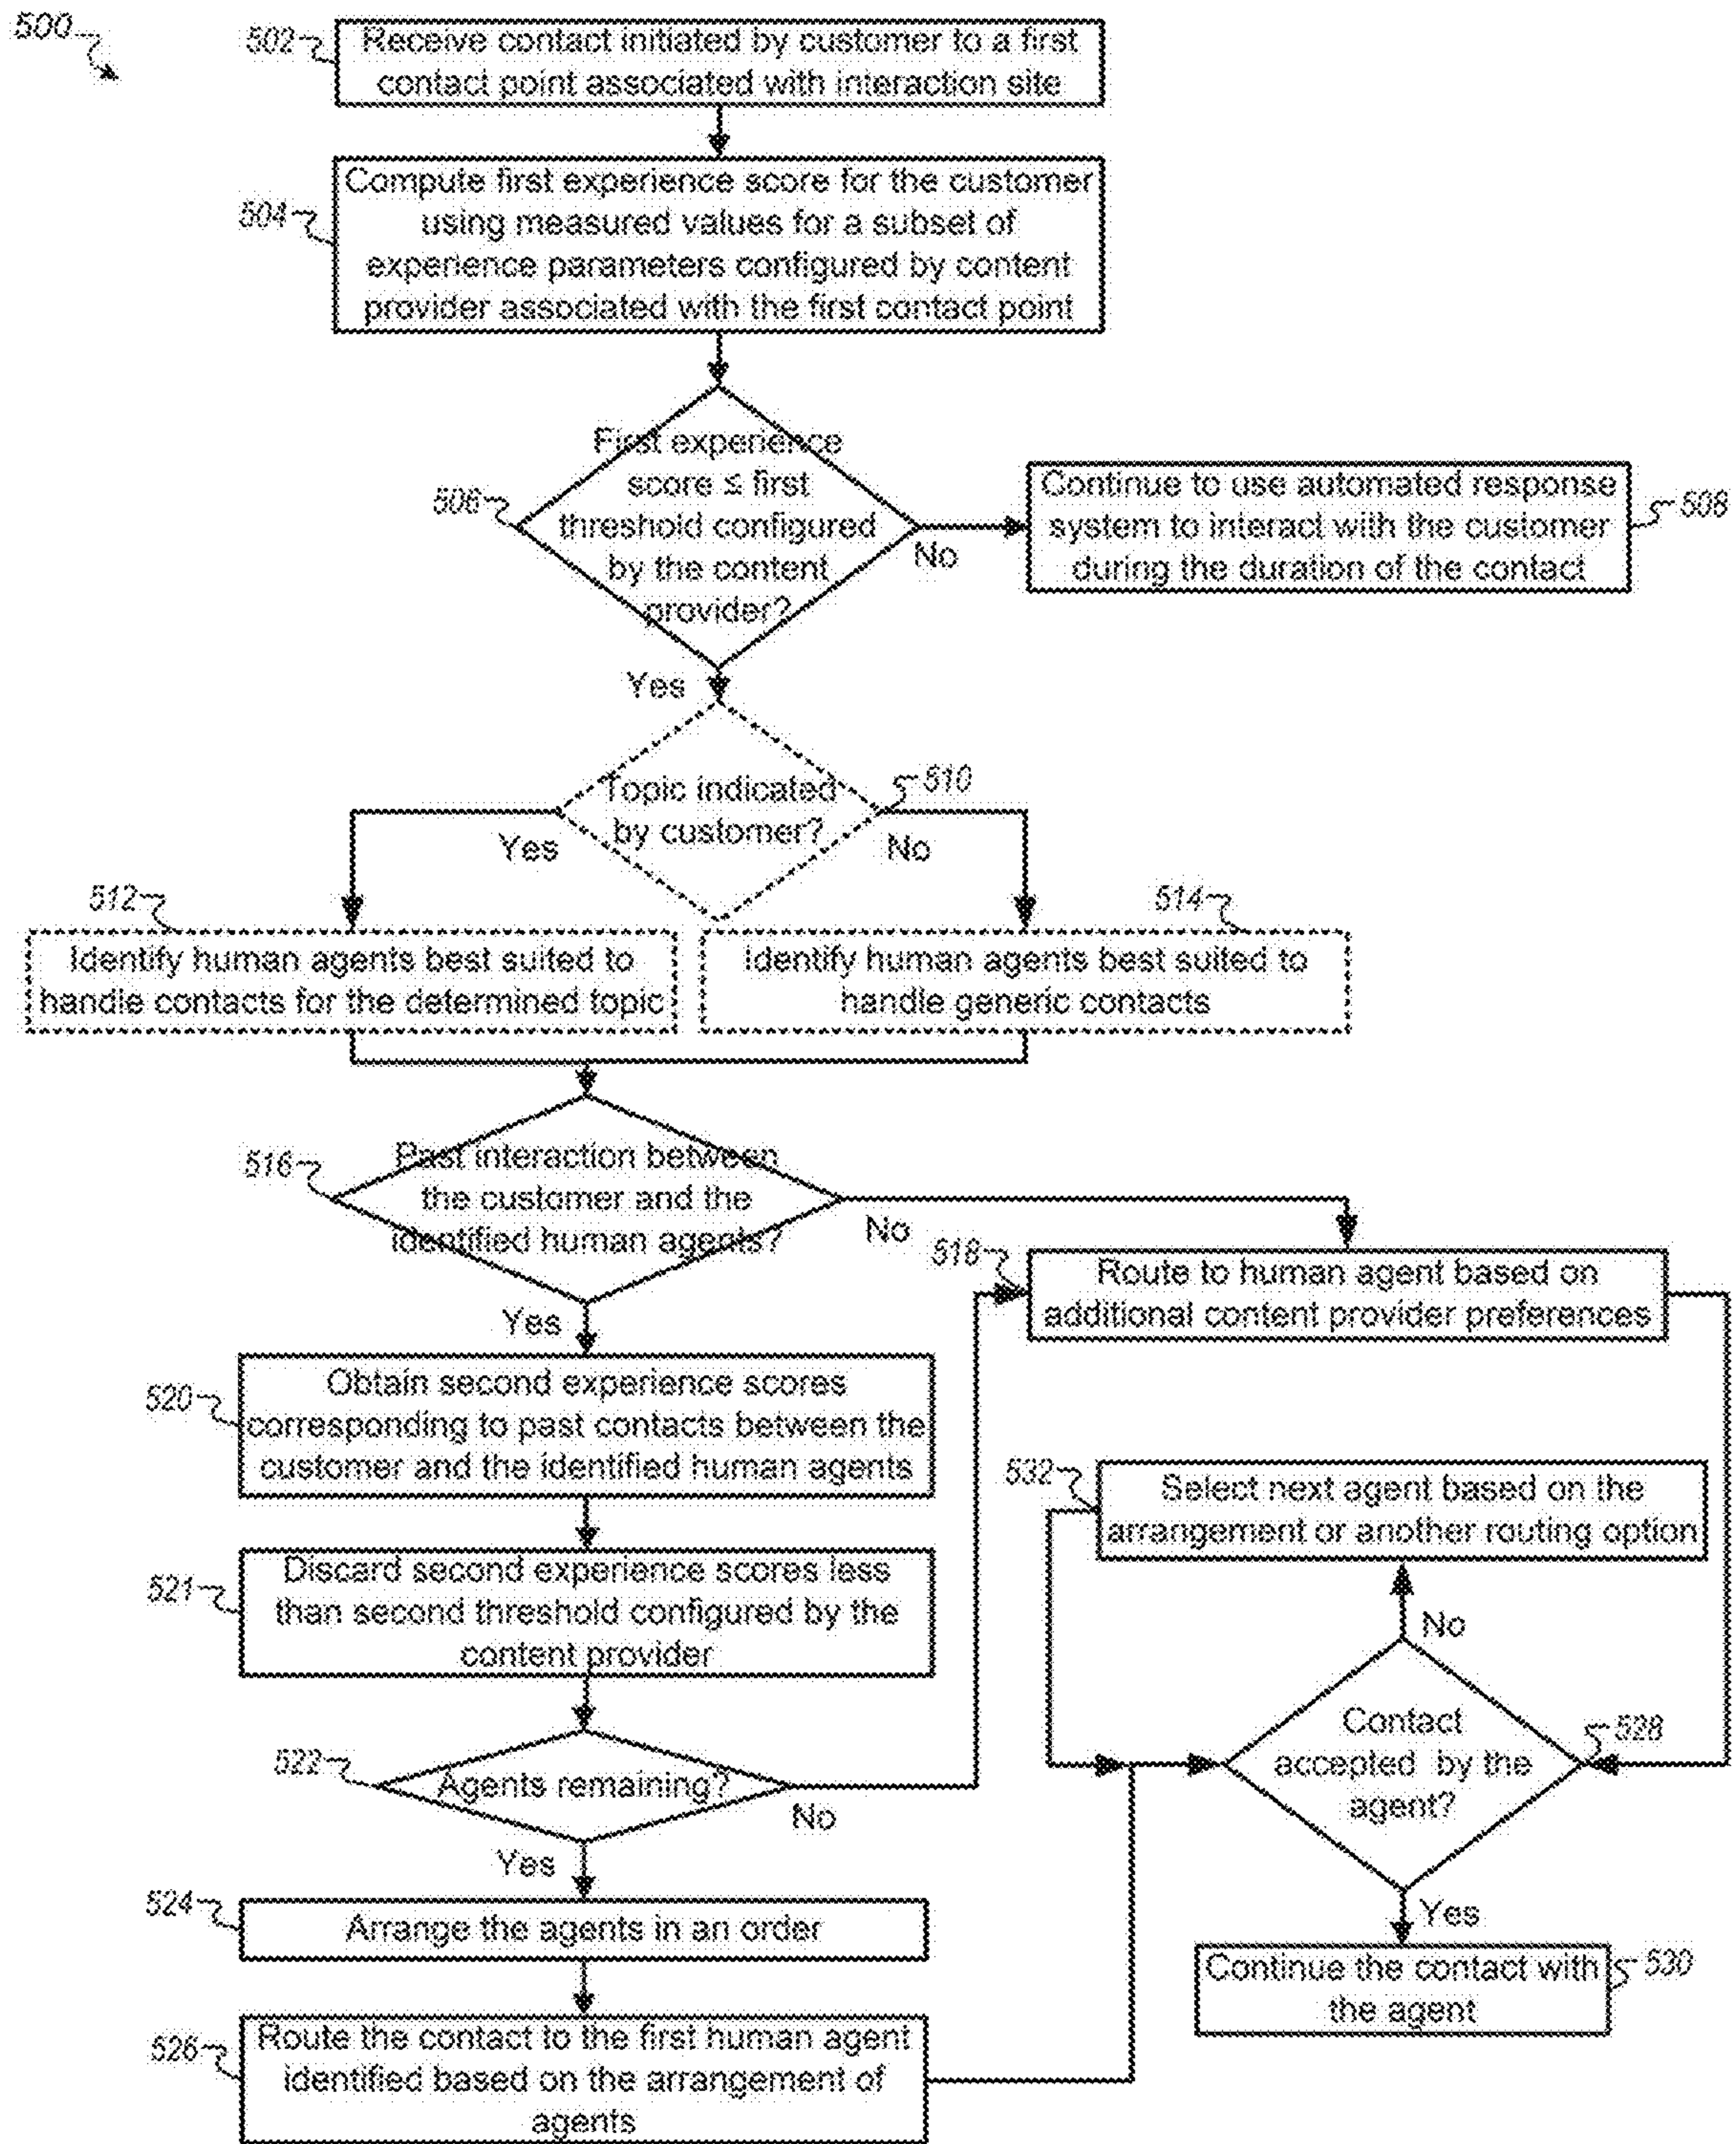 500
502
Receive contact initiated by customer to a first
contact point associated with interaction site
504
Compute first experience score for the customer
using measured values for a subset of
experience parameters configured by content
provider associated with the first contact point
506
First experience
score ≤ first
threshold configured
by the content
provider?
No
Continue to use automated response
system to interact with the customer
during the duration of the contact
508
Yes
Topic indicated
by customer?
510
Yes
No
512
Identify human agents best suited to
handle contacts for the determined topic
514
Identify human agents best suited to
handle generic contacts
516
Past interaction between
the customer and the
identified human agents?
No
518
Route to human agent based on
additional content provider preferences
Yes
520
Obtain second experience scores
corresponding to past contacts between the
customer and the identified human agents
532
Select next agent based on the
arrangement or another routing option
521
Discard second experience scores less
than second threshold configured by the
content provider
No
Contact
accepted by the
agent?
528
522
Agents remaining?
No
Yes
524
Arrange the agents in an order
Yes
Continue the contact with
the agent
530
526
Route the contact to the first human agent
identified based on the arrangement of
agents